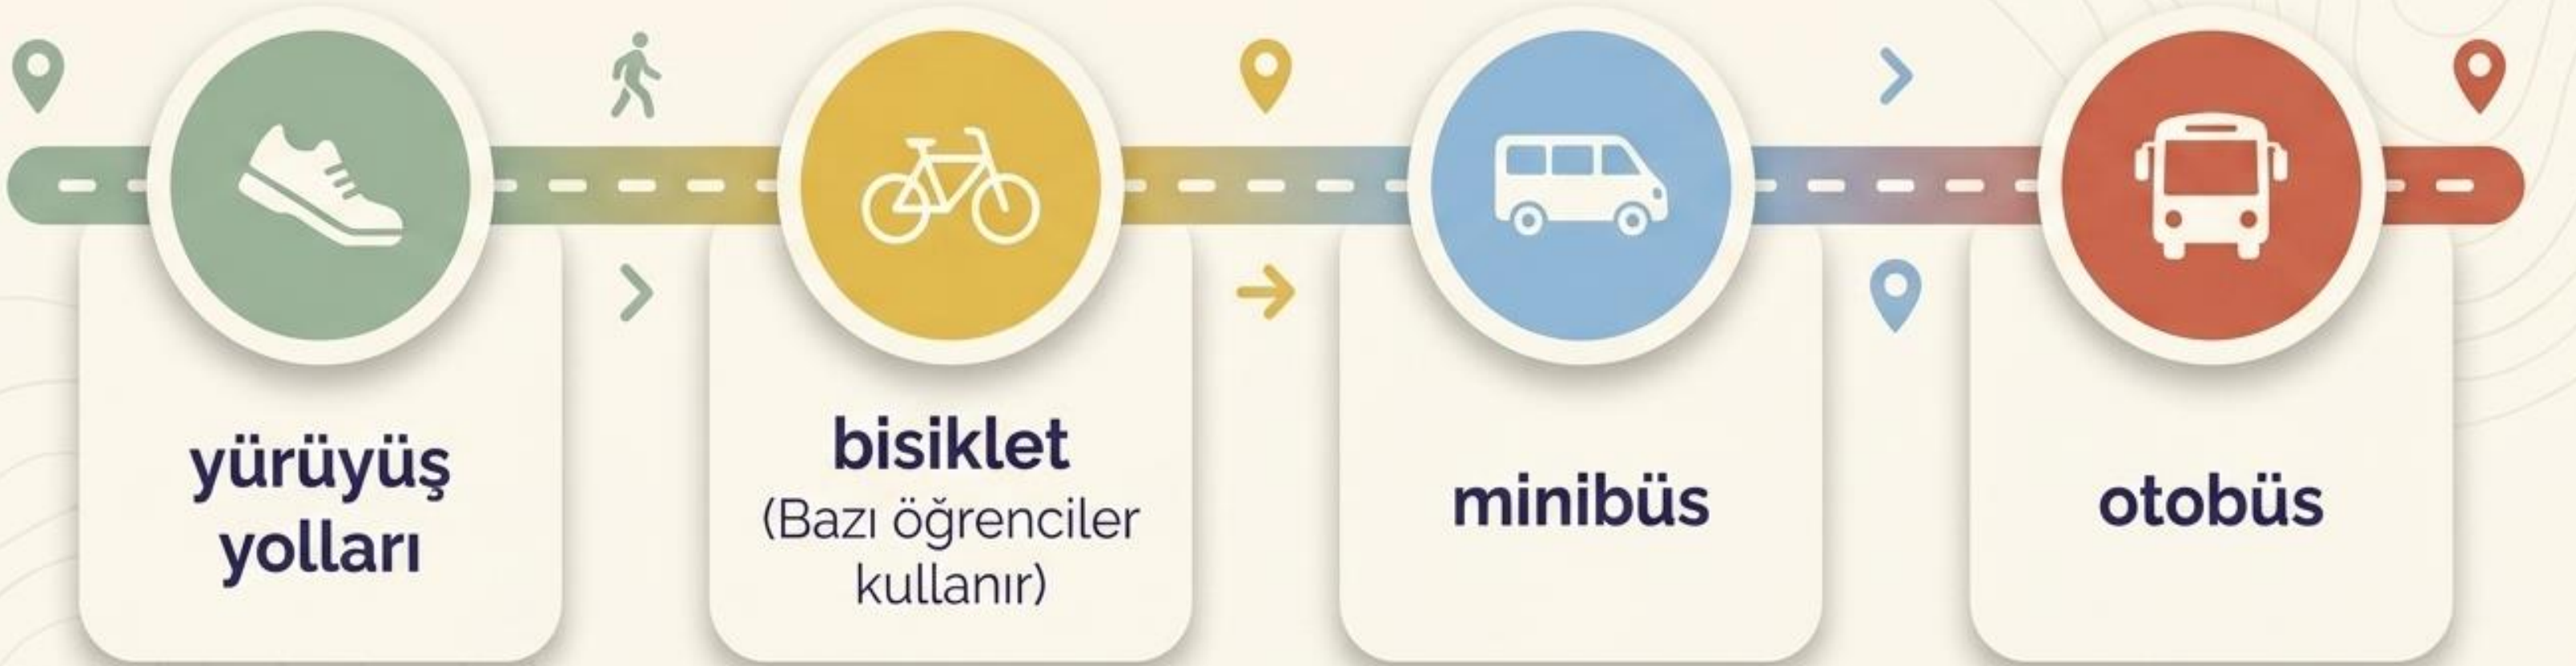 yürüyüş
yolları
bisiklet
(Bazı öğrenciler
kullanır)
minibüs
otobüs